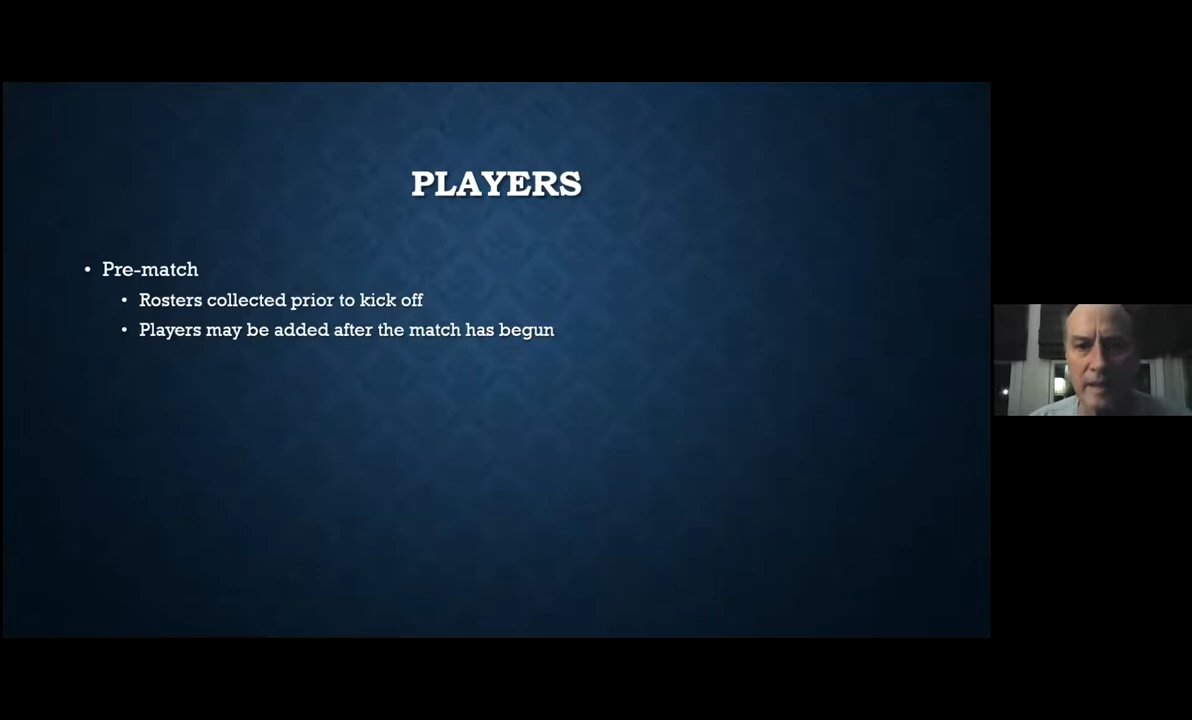 PLAYERS
• Pre-match
• Rosters collected prior to kick off
• Players may be added after the match has begun